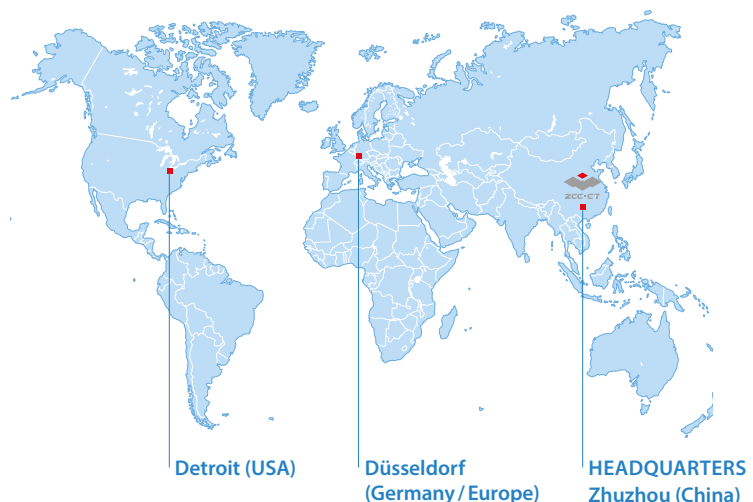 ZCC-CT
Detroit (USA)
Düsseldorf
(Germany / Europe)
HEADQUARTERS
Zhuzhou (China)